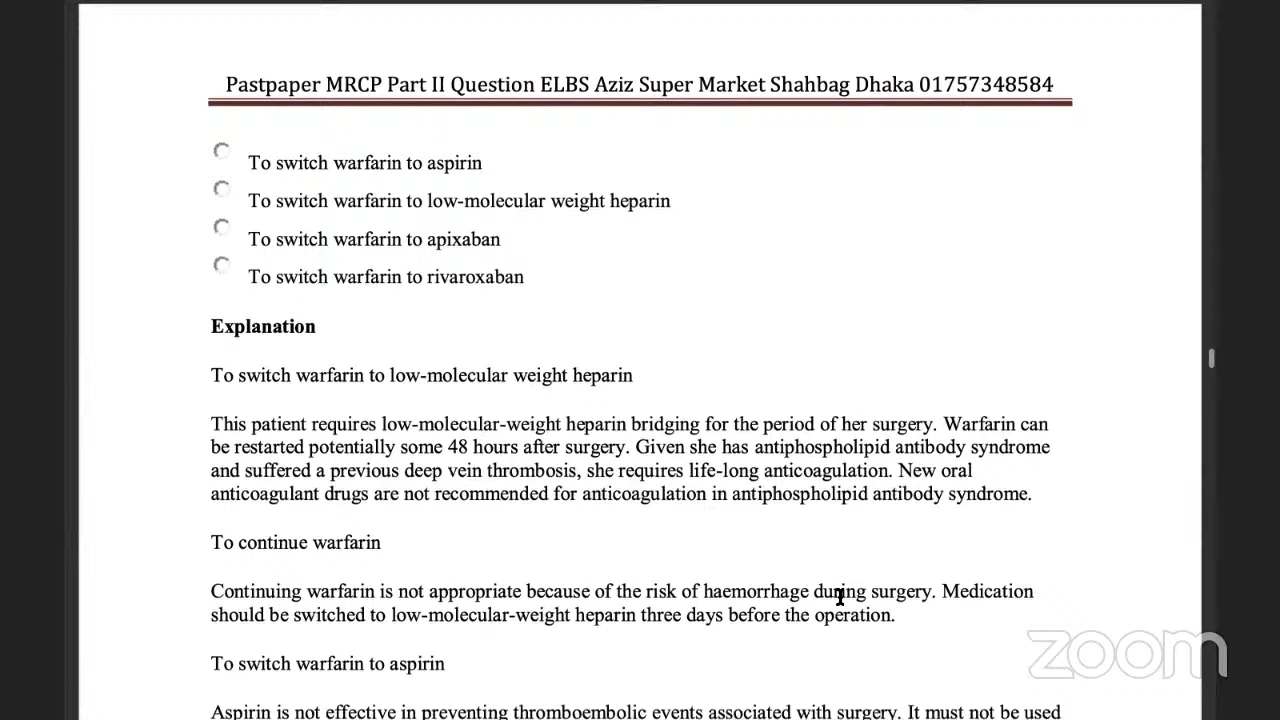 Pastpaper MRCP Part II Question ELBS Aziz Super Market Shahbag Dhaka 01757348584
To switch warfarin to aspirin
To switch warfarin to low-molecular weight heparin
To switch warfarin to apixaban
To switch warfarin to rivaroxaban
Explanation
To switch warfarin to low-molecular weight heparin
This patient requires low-molecular-weight heparin bridging for the period of her surgery. Warfarin can
be restarted potentially some 48 hours after surgery. Given she has antiphospholipid antibody syndrome
and suffered a previous deep vein thrombosis, she requires life-long anticoagulation. New oral
anticoagulant drugs are not recommended for anticoagulation in antiphospholipid antibody syndrome.
To continue warfarin
Continuing warfarin is not appropriate because of the risk of haemorrhage during surgery. Medication
should be switched to low-molecular-weight heparin three days before the operation.
To switch warfarin to aspirin
Aspirin is not effective in preventing thromboembolic events associated with surgery. It must not be used
zoom